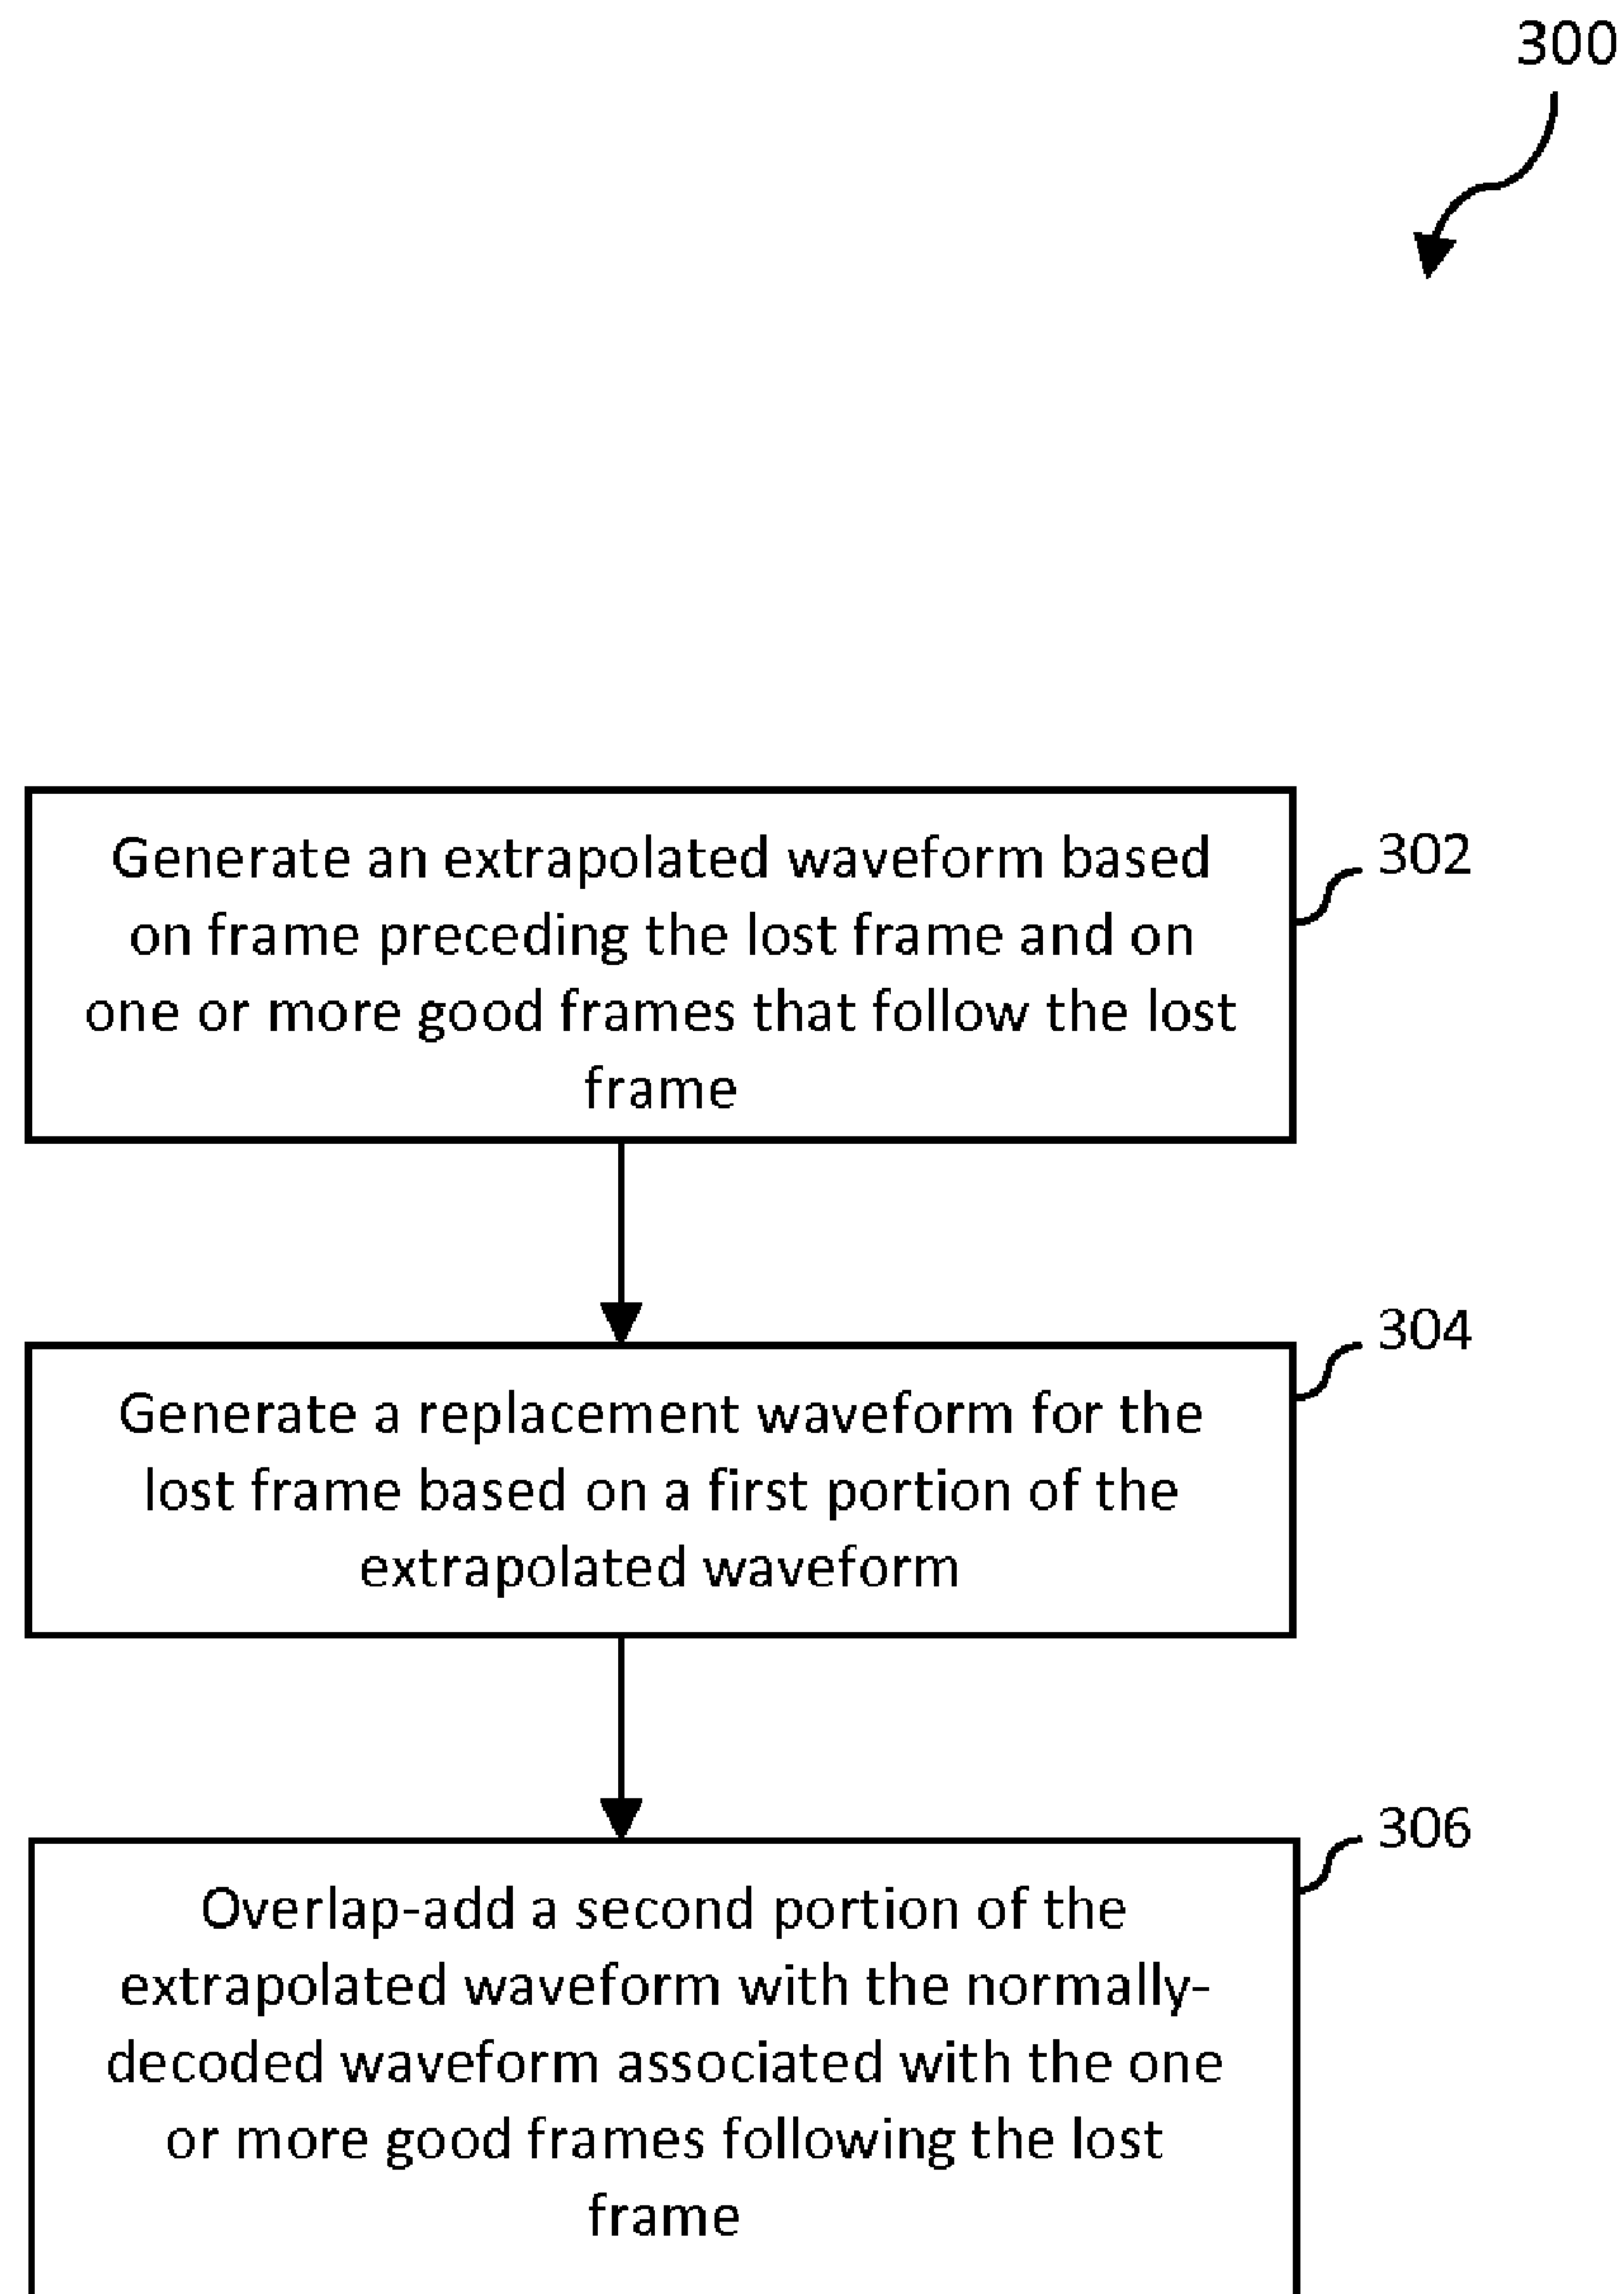 300
Generate an extrapolated waveform based
on frame preceding the lost frame and on
one or more good frames that follow the lost
frame
302
Generate a replacement waveform for the
lost frame based on a first portion of the
extrapolated waveform
304
Overlap-add a second portion of the
extrapolated waveform with the normally-
decoded waveform associated with the one
or more good frames following the lost
frame
306